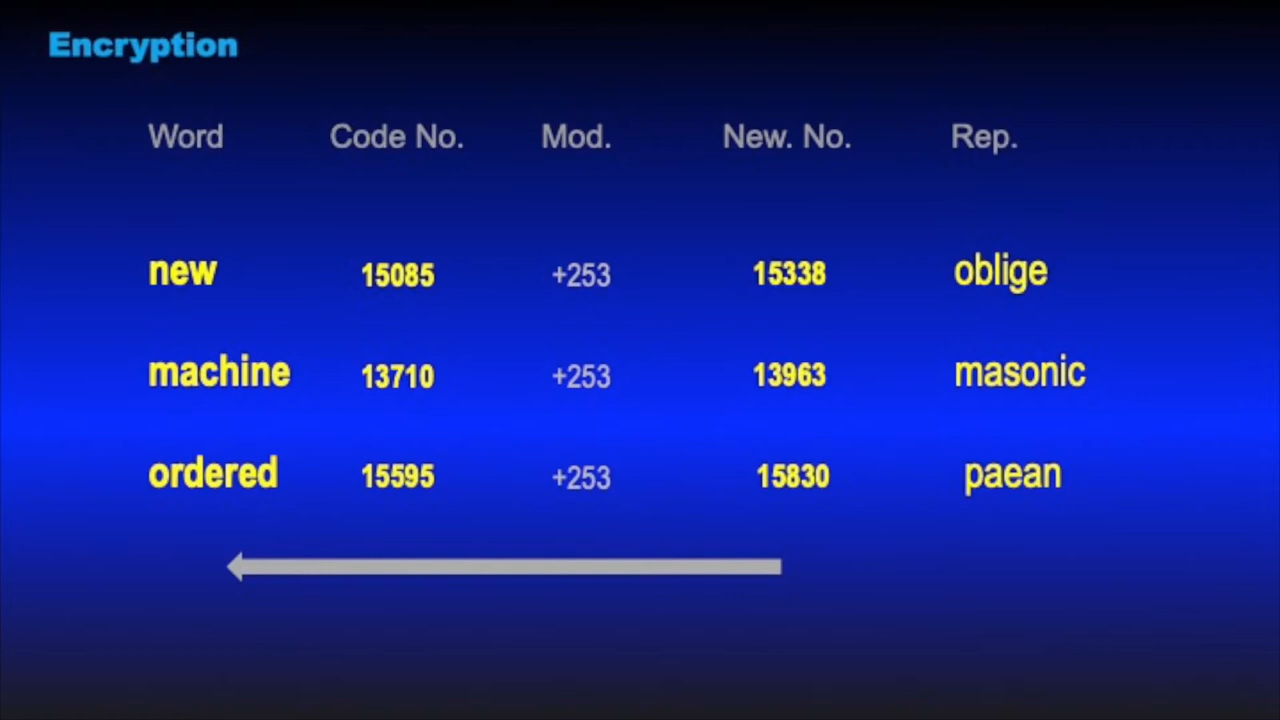 Encryption
Word Code No. Mod. New. No. Rep.
new 15085 +253 15338 oblige
machine 13710 +253 13963 masonic
ordered 15595 +253 15830 paean